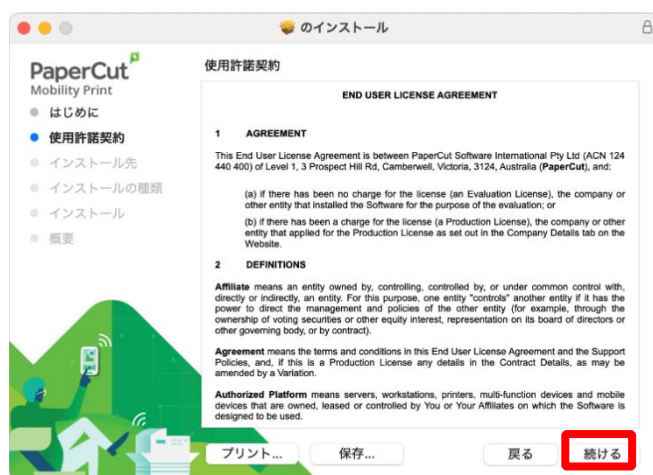 のインストール
PaperCut
Mobility Print
はじめに
使用許諾契約
インストール先
インストールの種類
インストール
概要
使用許諾契約
END USER LICENSE AGREEMENT
1 AGREEMENT
This End User License Agreement is between PaperCut Software International Pty Ltd (ACN 124
440 400) of Level 1, 3 Prospect Hill Rd, Camberwell, Victoria, 3124, Australia (PaperCut), and:
(a) if there has been no charge for the license (an Evaluation License), the company or
other entity that installed the Software for the purpose of the evaluation; or
(b) if there has been a charge for the license (a Production License), the company or other
entity that applied for the Production License as set out in the Company Details tab on the
Website.
2 DEFINITIONS
Affiliate means an entity owned by, controlling, controlled by, or under common control with,
directly or indirectly, an entity. For this purpose, one entity "controls" another entity if it has the
power to direct the management and policies of the other entity (for example, through the
ownership of voting securities or other equity interest, representation on its board of directors or
other governing body, or by contract).
Agreement means the terms and conditions in this End User License Agreement and the Support
Policies, and, if this is a Production License any details in the Contract Details, as may be
amended by a Variation.
Authorized Platform means servers, workstations, printers, multi-function devices and mobile
devices that are owned, leased or controlled by You or Your Affiliates on which the Software is
designed to be used.
プリント... 保存... 戻る 続ける